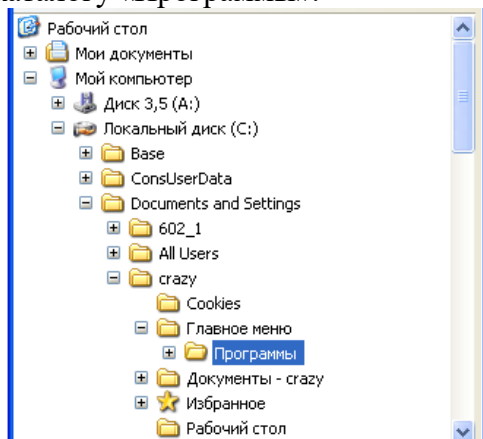 Рабочий стол
Мои документы
Мой компьютер
Диск 3,5 (A:)
Локальный диск (C:)
Base
ConsUserData
Documents and Settings
602_1
All Users
crazy
Cookies
Главное меню
Программы
Документы - crazy
Избранное
Рабочий стол